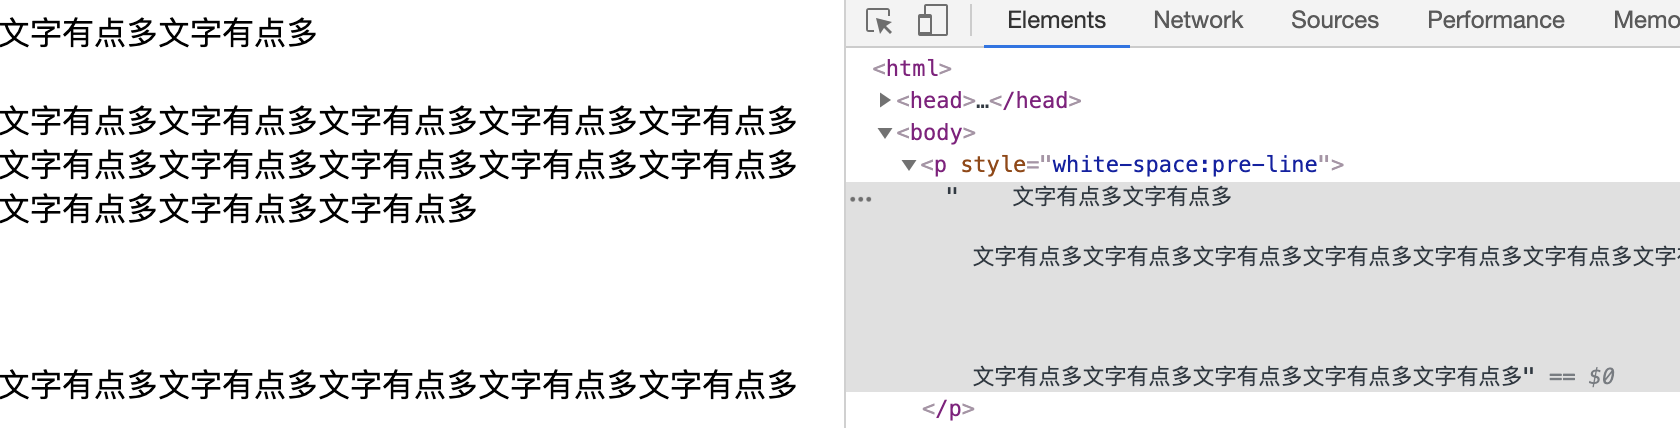 文字有点多文字有点多
文字有点多文字有点多文字有点多文字有点多文字有点多
文字有点多文字有点多文字有点多文字有点多文字有点多
文字有点多文字有点多文字有点多
文字有点多文字有点多文字有点多文字有点多文字有点多
Elements Network Sources Performance Memo
<html>
<head>…</head>
<body>
<p style="white-space:pre-line">
" 文字有点多文字有点多
文字有点多文字有点多文字有点多文字有点多文字有点多文字有点多文字
文字有点多文字有点多文字有点多文字有点多文字有点多" == $0
</p>